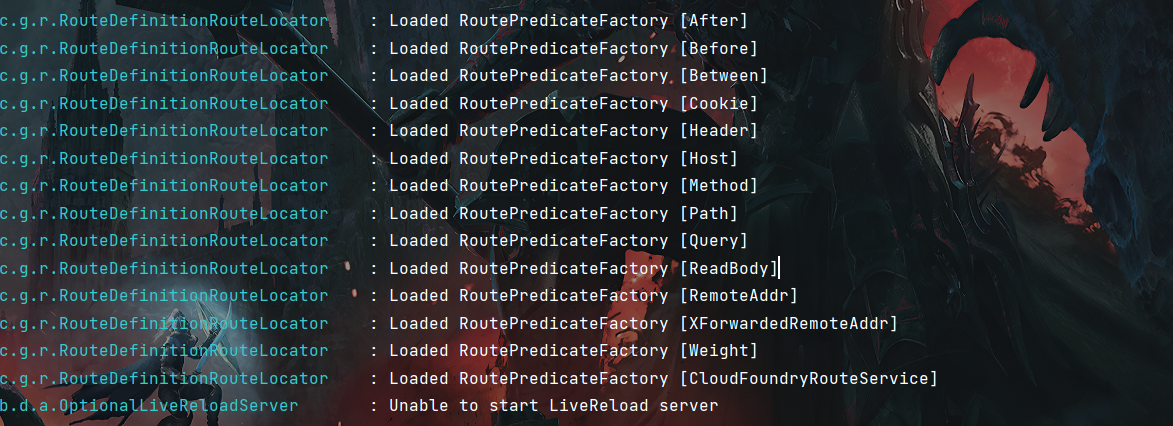 c.g.r.RouteDefinitionRouteLocator : Loaded RoutePredicateFactory [After]
c.g.r.RouteDefinitionRouteLocator : Loaded RoutePredicateFactory [Before]
c.g.r.RouteDefinitionRouteLocator : Loaded RoutePredicateFactory [Between]
c.g.r.RouteDefinitionRouteLocator : Loaded RoutePredicateFactory [Cookie]
c.g.r.RouteDefinitionRouteLocator : Loaded RoutePredicateFactory [Header]
c.g.r.RouteDefinitionRouteLocator : Loaded RoutePredicateFactory [Host]
c.g.r.RouteDefinitionRouteLocator : Loaded RoutePredicateFactory [Method]
c.g.r.RouteDefinitionRouteLocator : Loaded RoutePredicateFactory [Path]
c.g.r.RouteDefinitionRouteLocator : Loaded RoutePredicateFactory [Query]
c.g.r.RouteDefinitionRouteLocator : Loaded RoutePredicateFactory [ReadBody]
c.g.r.RouteDefinitionRouteLocator : Loaded RoutePredicateFactory [RemoteAddr]
c.g.r.RouteDefinitionRouteLocator : Loaded RoutePredicateFactory [XForwardedRemoteAddr]
c.g.r.RouteDefinitionRouteLocator : Loaded RoutePredicateFactory [Weight]
c.g.r.RouteDefinitionRouteLocator : Loaded RoutePredicateFactory [CloudFoundryRouteService]
b.d.a.OptionalLiveReloadServer : Unable to start LiveReload server